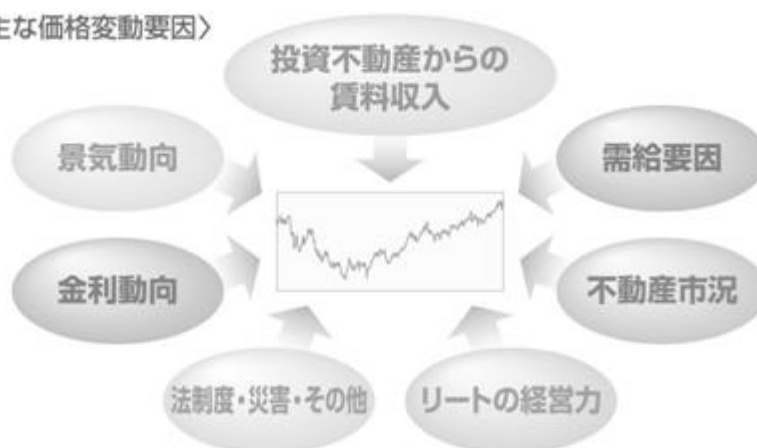 主な価格変動要因〉
投資不動産からの
賃料収入
景気動向
需給要因
金利動向
不動産市況
法制度・災害・その他
リートの経営力